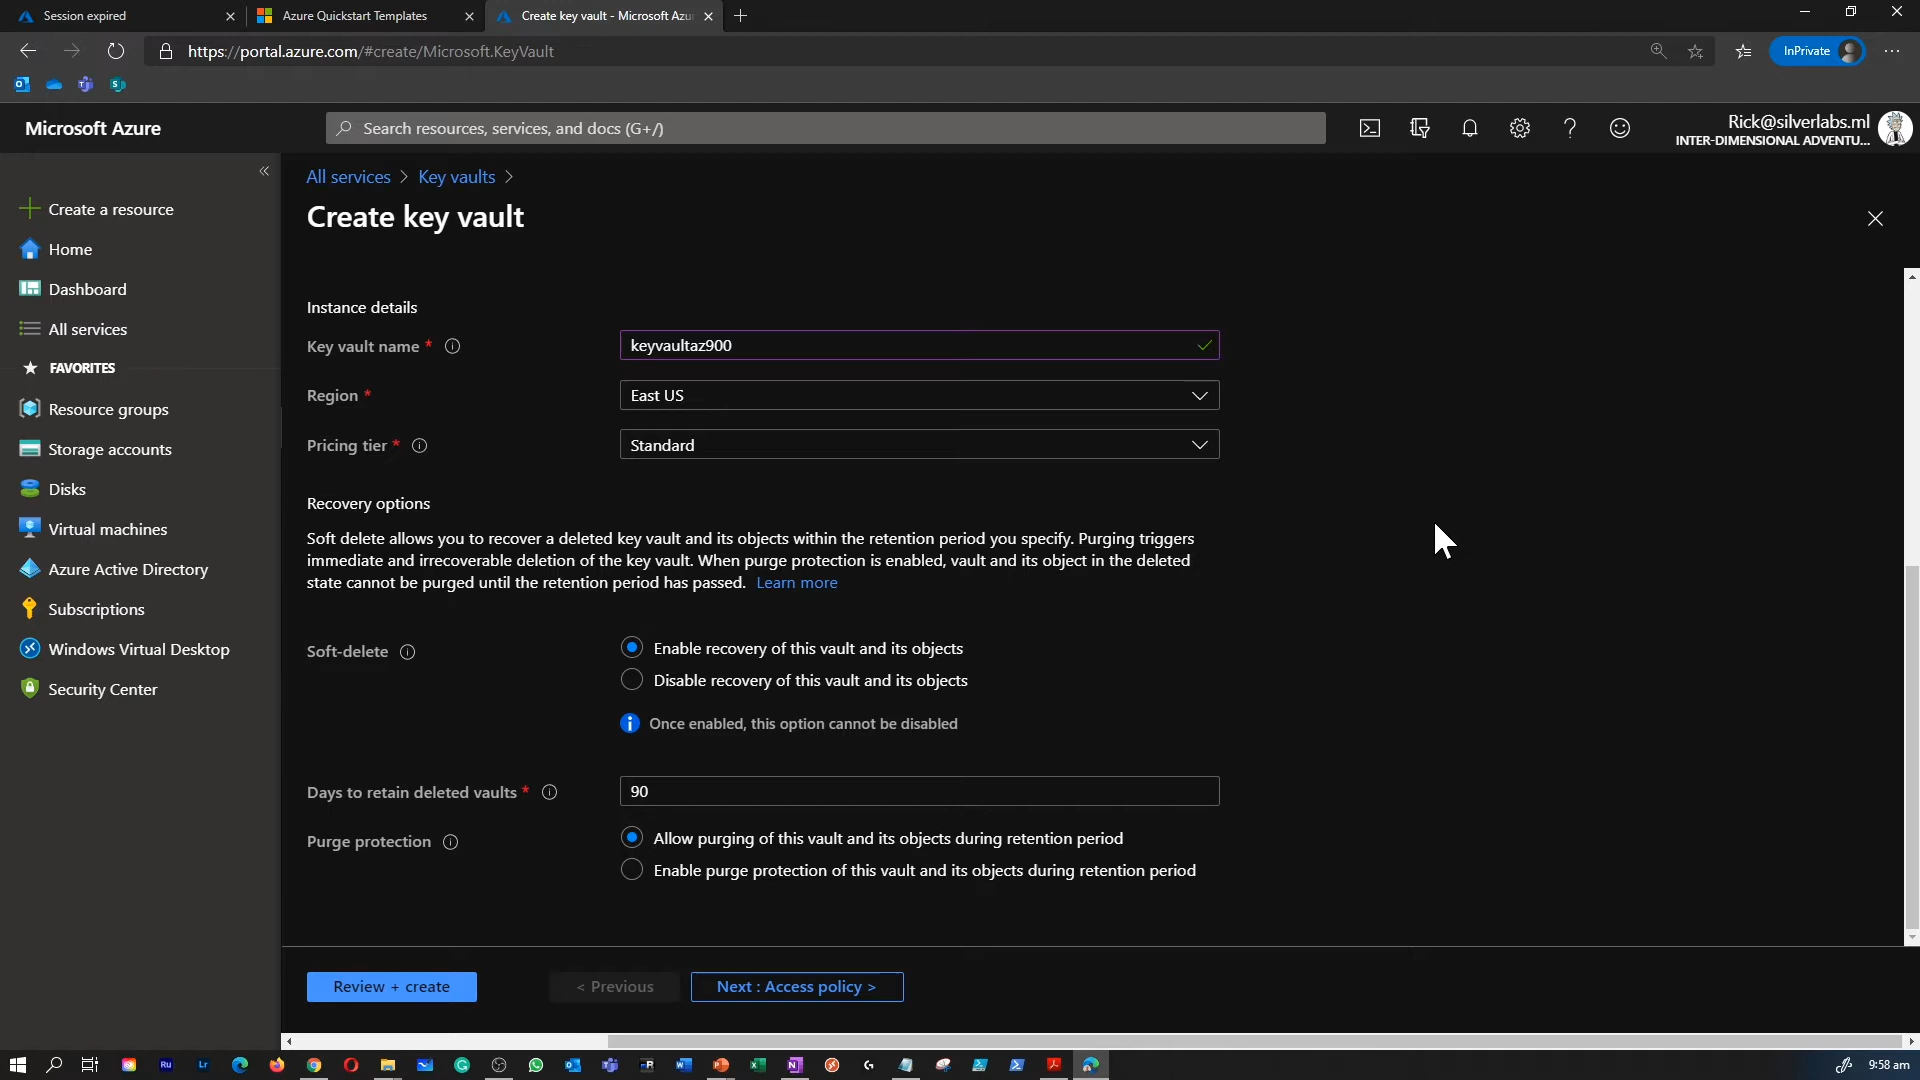 Session expired
Azure Quickstart Templates
Create key vault - Microsoft Azu
https://portal.azure.com/#create/Microsoft.KeyVault
InPrivate
Microsoft Azure
Search resources, services, and docs (G+/)
Rick@silverlabs.ml
INTER-DIMENSIONAL ADVENTU...
All services > Key vaults >
Create key vault
Create a resource
Home
Dashboard
All services
FAVORITES
Resource groups
Storage accounts
Disks
Virtual machines
Azure Active Directory
Subscriptions
Windows Virtual Desktop
Security Center
Instance details
Key vault name *
keyvaultaz900
Region *
East US
Pricing tier *
Standard
Recovery options
Soft delete allows you to recover a deleted key vault and its objects within the retention period you specify. Purging triggers
immediate and irrecoverable deletion of the key vault. When purge protection is enabled, vault and its object in the deleted
state cannot be purged until the retention period has passed. Learn more
Soft-delete
Enable recovery of this vault and its objects
Disable recovery of this vault and its objects
Once enabled, this option cannot be disabled
Days to retain deleted vaults *
90
Purge protection
Allow purging of this vault and its objects during retention period
Enable purge protection of this vault and its objects during retention period
Review + create
< Previous
Next : Access policy >
Ru
Lr
9:58 am